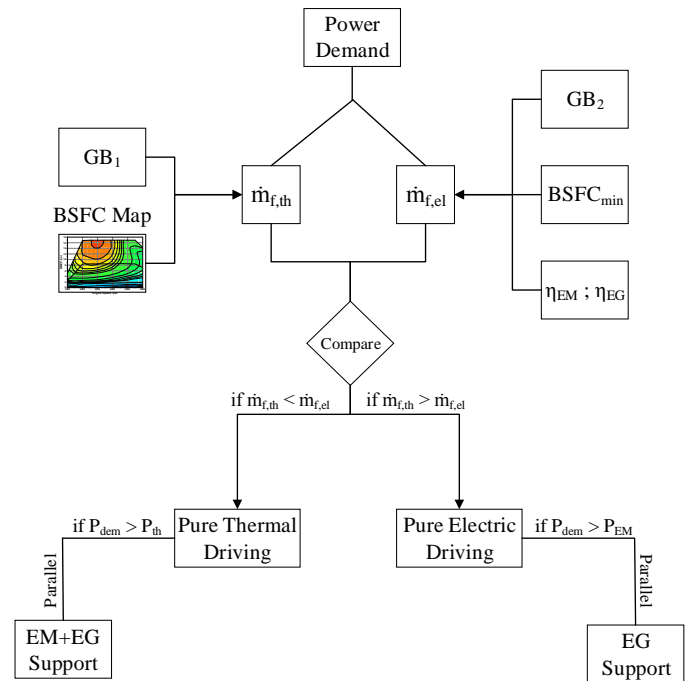 Power
Demand
GB₁
BSFC Map
ṁf,th
ṁf,el
GB₂
BSFCmin
ηEM ; ηEG
Compare
if ṁf,th < ṁf,el
if ṁf,th > ṁf,el
if Pdem > Pth
Pure Thermal
Driving
Pure Electric
Driving
if Pdem > PEM
Parallel
Parallel
EM+EG
Support
EG
Support